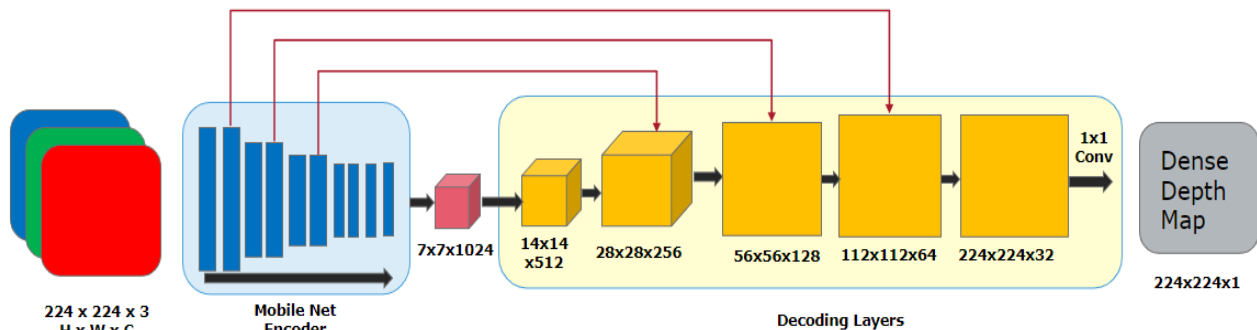 1x1
Conv
Dense
Depth
Map
7x7x1024
14x14
x512
28x28x256
56x56x128
112x112x64
224x224x32
224x224x1
224 x 224 x 3
H x W x C
Mobile Net
Encoder
Decoding Layers